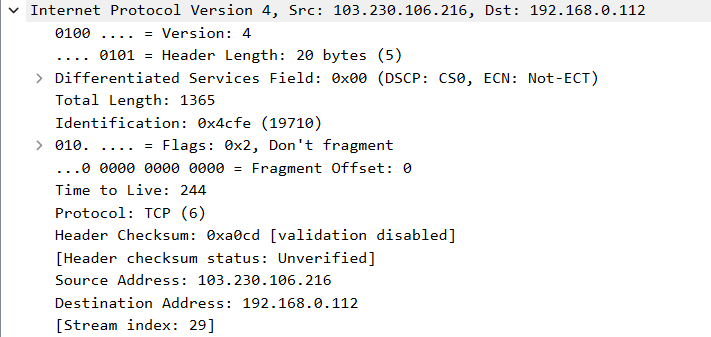 Internet Protocol Version 4, Src: 103.230.106.216, Dst: 192.168.0.112
0100 .... = Version: 4
.... 0101 = Header Length: 20 bytes (5)
Differentiated Services Field: 0x00 (DSCP: CS0, ECN: Not-ECT)
Total Length: 1365
Identification: 0x4cfe (19710)
010. .... = Flags: 0x2, Don't fragment
...0 0000 0000 0000 = Fragment Offset: 0
Time to Live: 244
Protocol: TCP (6)
Header Checksum: 0xa0cd [validation disabled]
[Header checksum status: Unverified]
Source Address: 103.230.106.216
Destination Address: 192.168.0.112
[Stream index: 29]